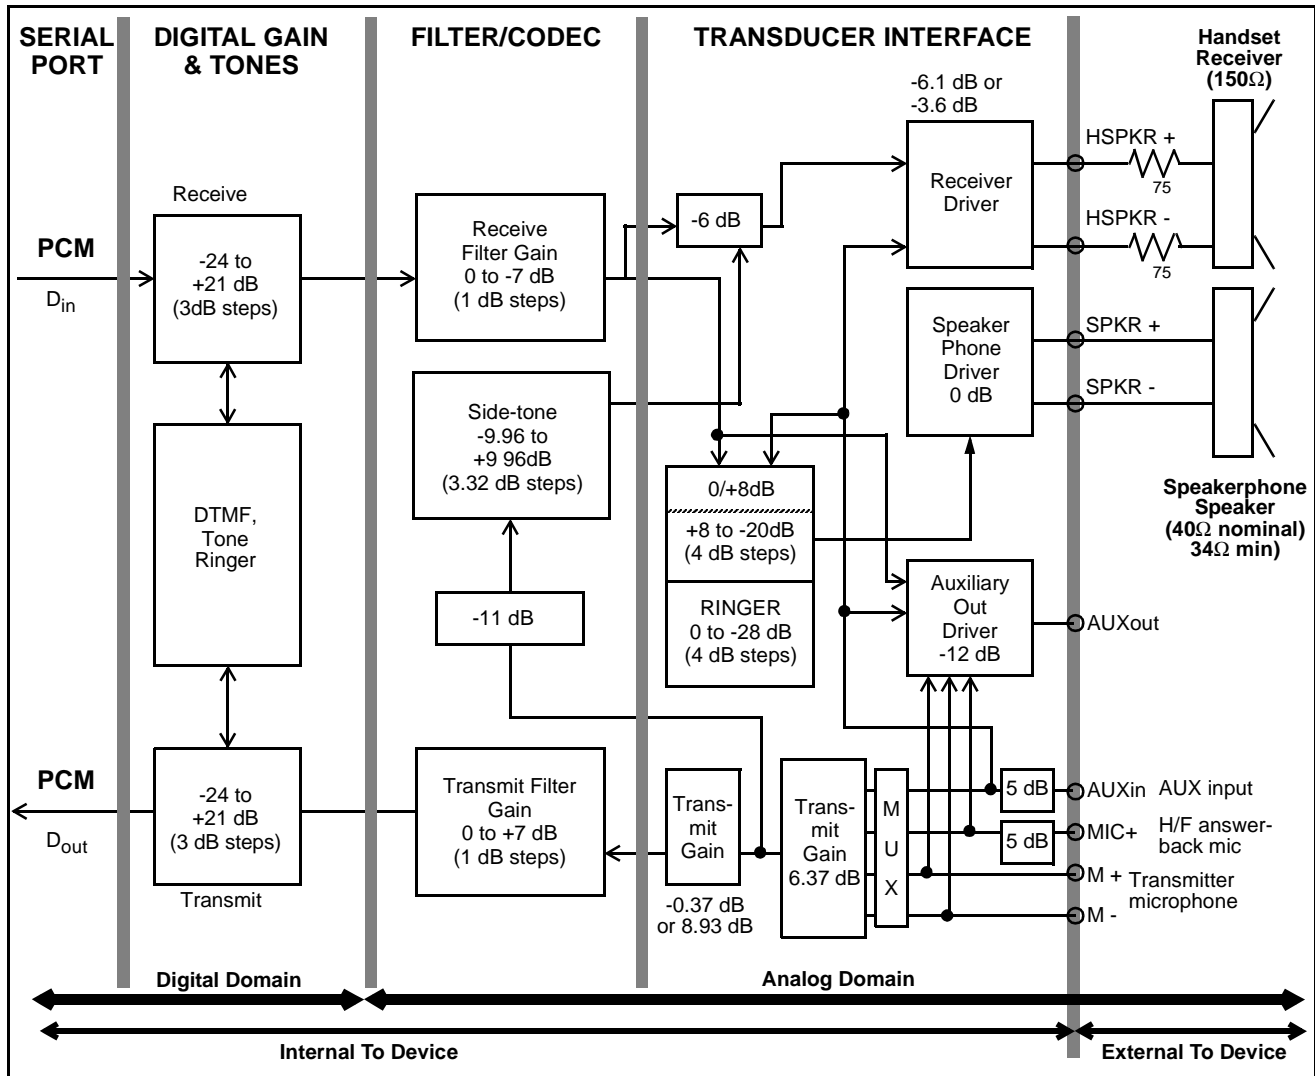 SERIAL
PORT
DIGITAL GAIN
& TONES
FILTER/CODEC
TRANSDUCER INTERFACE
Handset
Receiver
(150Ω)
-6.1 dB or
-3.6 dB
HSPKR +
75
Receiver
Driver
HSPKR -
75
Receive
PCM
Din
-24 to
+21 dB
(3dB steps)
Receive
Filter Gain
0 to -7 dB
(1 dB steps)
-6 dB
Speaker
Phone
Driver
0 dB
SPKR +
SPKR -
Side-tone
-9.96 to
+9 96dB
(3.32 dB steps)
DTMF,
Tone
Ringer
0/+8dB
+8 to -20dB
(4 dB steps)
RINGER
0 to -28 dB
(4 dB steps)
Speakerphone
Speaker
(40Ω nominal)
34Ω min)
-11 dB
Auxiliary
Out
Driver
-12 dB
AUXout
PCM
Dout
-24 to
+21 dB
(3 dB steps)
Transmit
Transmit Filter
Gain
0 to +7 dB
(1 dB steps)
Trans-
mit
Gain
-0.37 dB
or 8.93 dB
Trans-
mit
Gain
6.37 dB
M
U
X
5 dB
AUXin
AUX input
5 dB
MIC+
H/F answer-
back mic
M +
Transmitter
microphone
M -
Digital Domain
Analog Domain
Internal To Device
External To Device